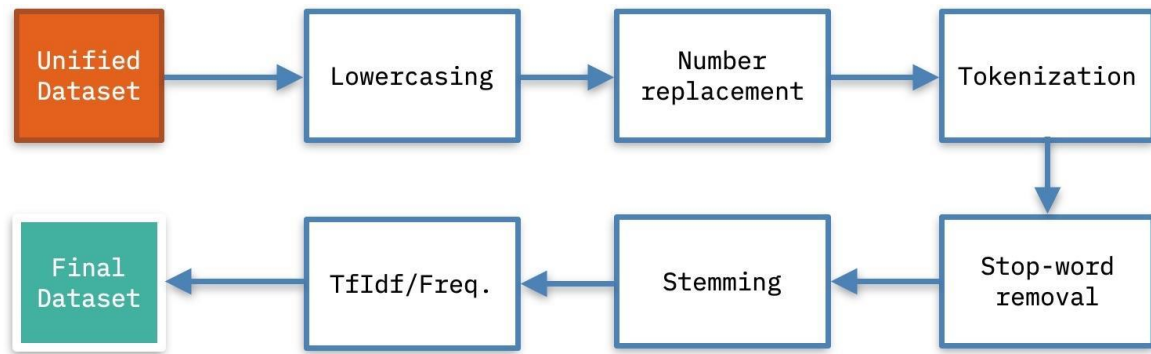 Unified
Dataset
Lowercasing
Number
replacement
Tokenization
Stop-word
removal
Stemming
TfIdf/Freq.
Final
Dataset